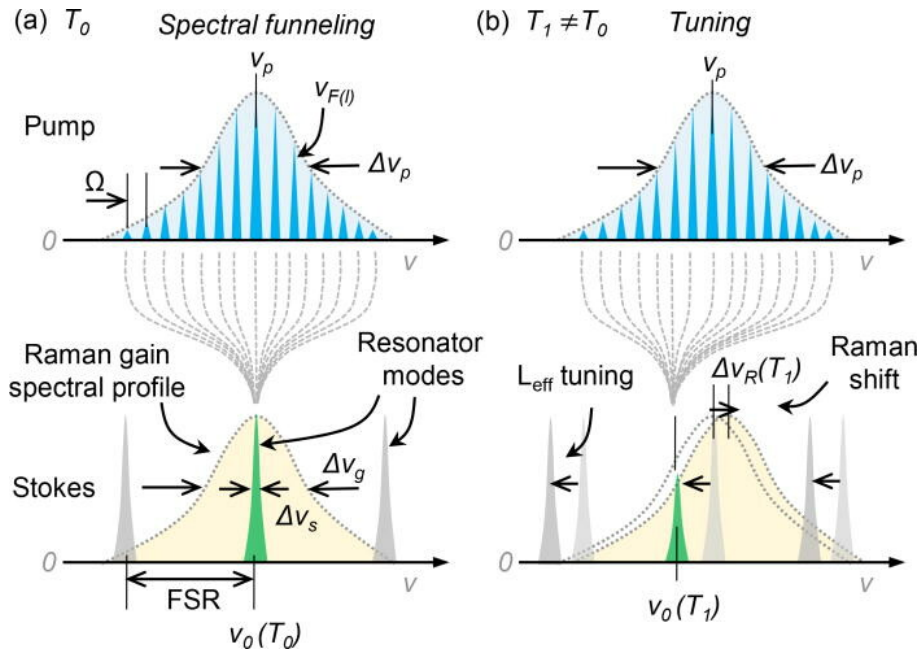 (a) T₀ Spectral funneling
νp
νF(l)
Pump
Δνp
Ω
0
ν
Raman gain
spectral profile
Resonator
modes
Stokes
Δνg
Δνs
0
ν
FSR
ν₀(T₀)
(b) T₁ ≠ T₀ Tuning
νp
Δνp
0
ν
Leff tuning
ΔνR(T₁)
Raman
shift
0
ν
ν₀(T₁)